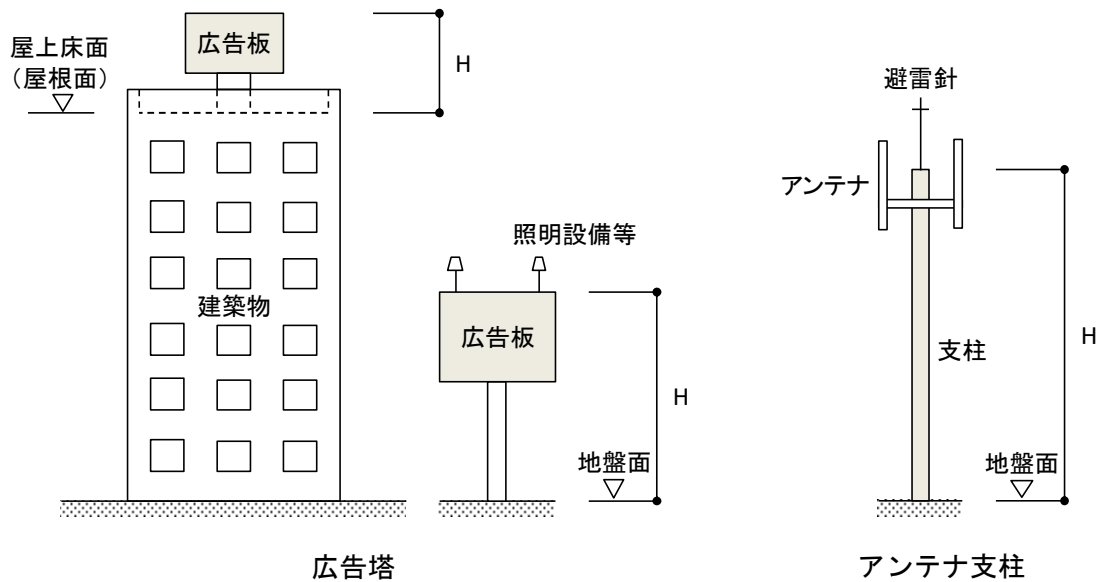 広告板
H
屋上床面
(屋根面)
建築物
照明設備等
広告板
H
地盤面
広告塔
避雷針
アンテナ
支柱
H
地盤面
アンテナ支柱